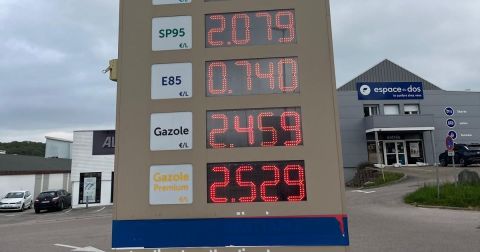 €/L
SP95
€/L
2.079
E85
€/L
0.740
Gazole
€/L
2.459
Gazole
Premium
€/L
2.529
espace du dos